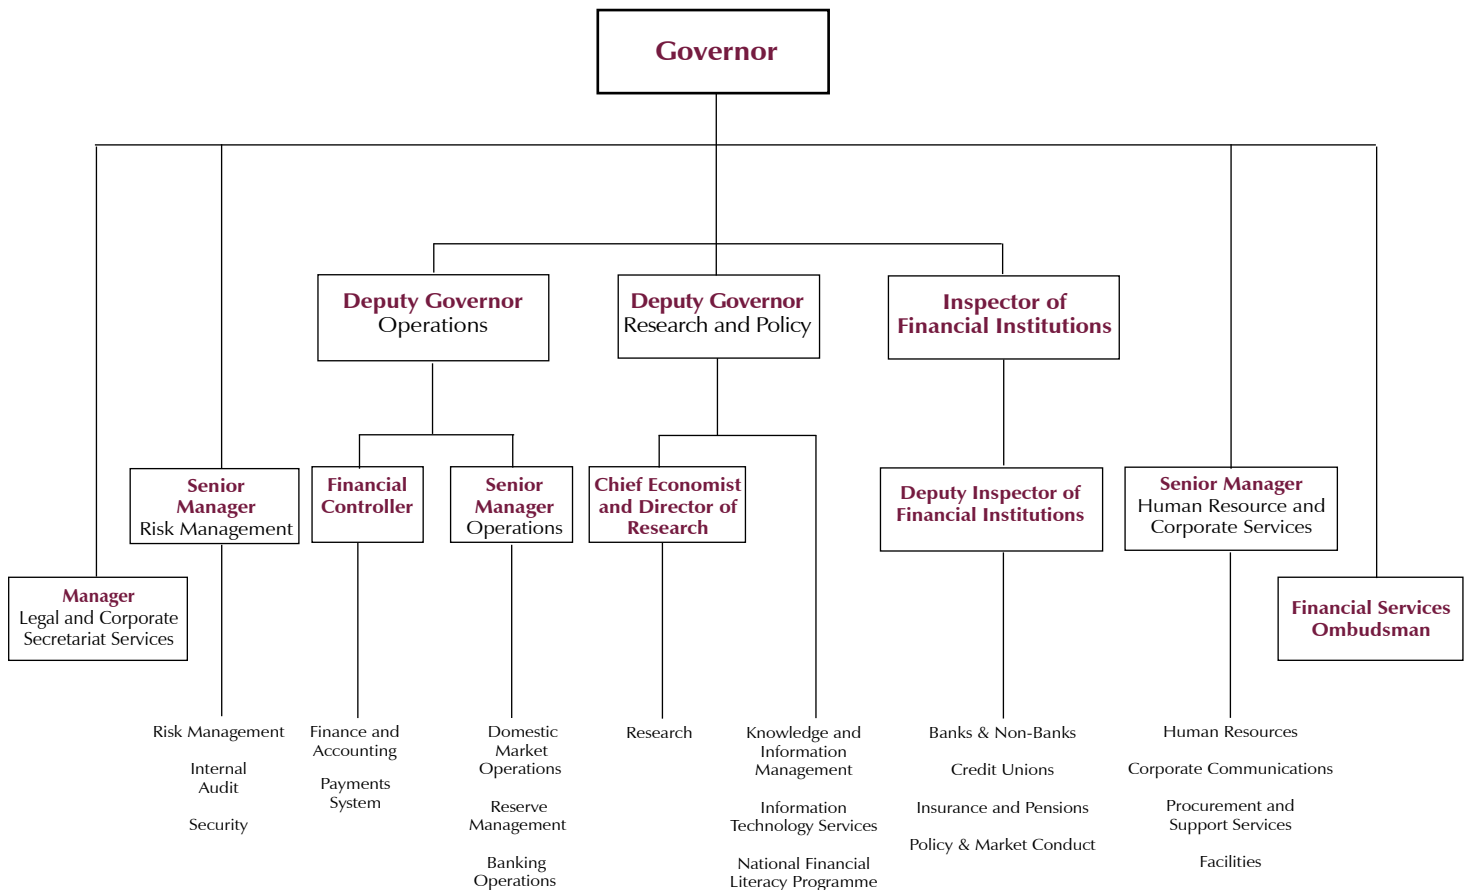 Governor
Deputy Governor
Operations
Deputy Governor
Research and Policy
Inspector of
Financial Institutions
Senior
Manager
Risk Management
Financial
Controller
Senior
Manager
Operations
Chief Economist
and Director of
Research
Deputy Inspector of
Financial Institutions
Senior Manager
Human Resource and
Corporate Services
Manager
Legal and Corporate
Secretariat Services
Financial Services
Ombudsman
Risk Management
Internal
Audit
Security
Finance and
Accounting
Payments
System
Domestic
Market
Operations
Reserve
Management
Banking
Operations
Research
Knowledge and
Information
Management
Information
Technology Services
National Financial
Literacy Programme
Banks & Non-Banks
Credit Unions
Insurance and Pensions
Policy & Market Conduct
Human Resources
Corporate Communications
Procurement and
Support Services
Facilities